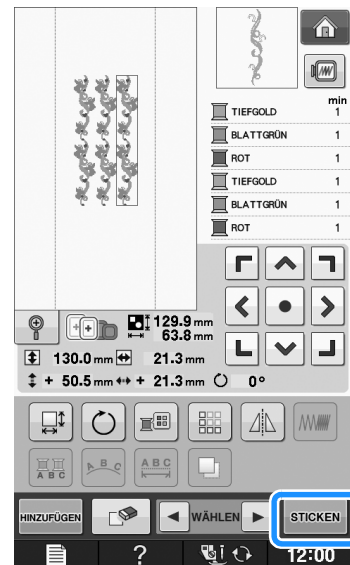 min
TIEFGOLD 1
BLATTGRÜN 1
ROT 1
TIEFGOLD 1
BLATTGRÜN 1
ROT 1
129.9 mm
63.8 mm
130.0 mm 21.3 mm
+ 50.5 mm + 21.3 mm 0°
A B C A B C A B C
HINZUFÜGEN WÄHLEN STICKEN
? 12:00